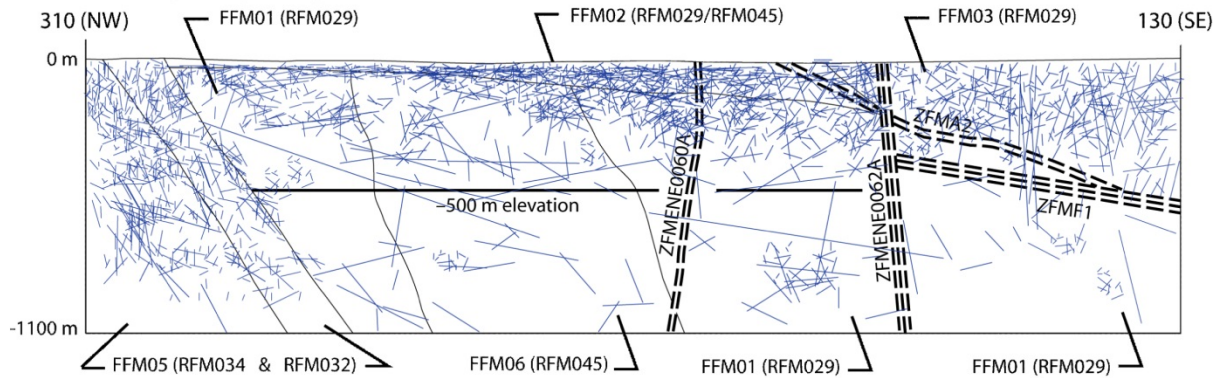 310 (NW)
FFM01 (RFM029)
FFM02 (RFM029/RFM045)
FFM03 (RFM029)
130 (SE)
0 m
ZFMA2
ZFMENE0060A
ZFMENE0062A
–500 m elevation
ZFMF1
-1100 m
FFM05 (RFM034 & RFM032)
FFM06 (RFM045)
FFM01 (RFM029)
FFM01 (RFM029)